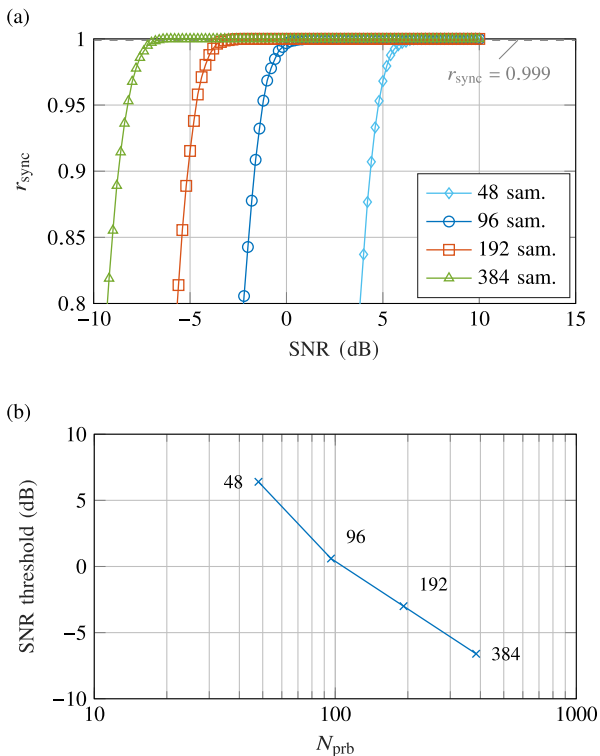 (a)
1
0.95
0.9
0.85
0.8
r_sync
r_sync = 0.999
48 sam.
96 sam.
192 sam.
384 sam.
−10 −5 0 5 10 15
SNR (dB)
(b)
10
5
0
−5
−10
SNR threshold (dB)
48
96
192
384
10 100 1000
N_prb